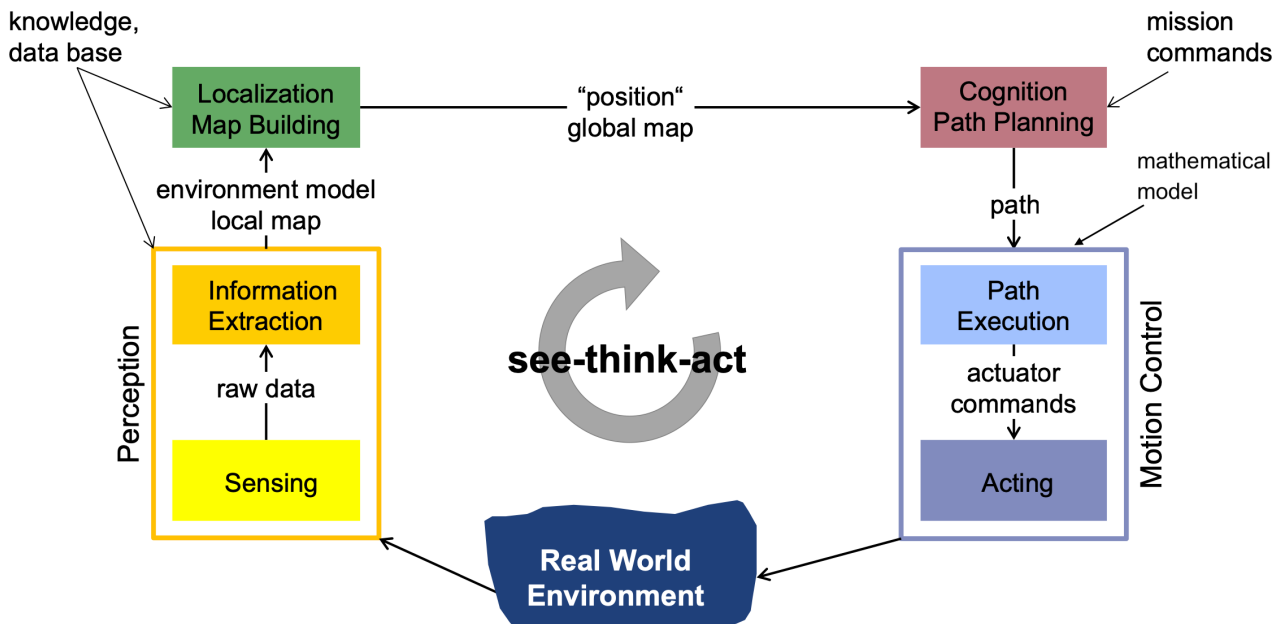 knowledge,
data base
mission
commands
Localization
Map Building
“position“
global map
Cognition
Path Planning
environment model
local map
path
mathematical
model
Perception
Information
Extraction
raw data
Sensing
see-think-act
Path
Execution
actuator
commands
Acting
Motion Control
Real World
Environment